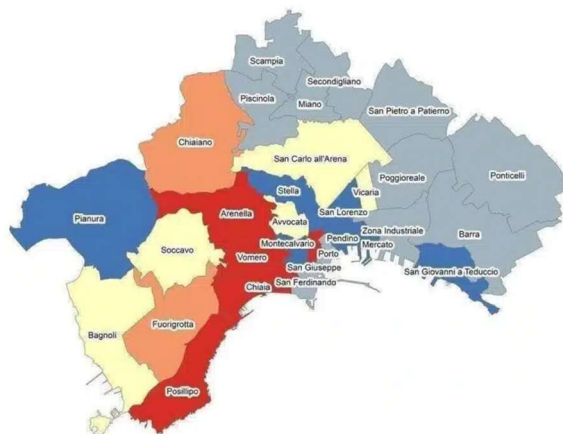 Scampia
Secondigliano
Piscinola
Miano
San Pietro a Patierno
Chiaiano
San Carlo all'Arena
Poggioreale
Ponticelli
Stella
Vicaria
Pianura
Arenella
San Lorenzo
Avvocata
Zona Industriale
Barra
Pendino
Soccavo
Montecalvario
Mercato
Vomero
Porto
San Giuseppe
San Giovanni a Teduccio
Chiaia
San Ferdinando
Bagnoli
Fuorigrotta
Posillipo